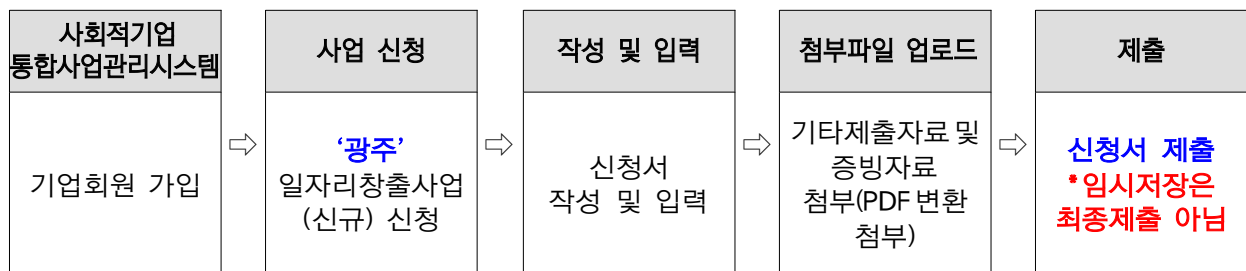 사회적기업
통합사업관리시스템
기업회원 가입
⇨
사업 신청
‘광주’
일자리창출사업
(신규) 신청
⇨
작성 및 입력
신청서
작성 및 입력
⇨
첨부파일 업로드
기타제출자료 및
증빙자료
첨부(PDF 변환
첨부)
⇨
제출
신청서 제출
*임시저장은
최종제출 아님